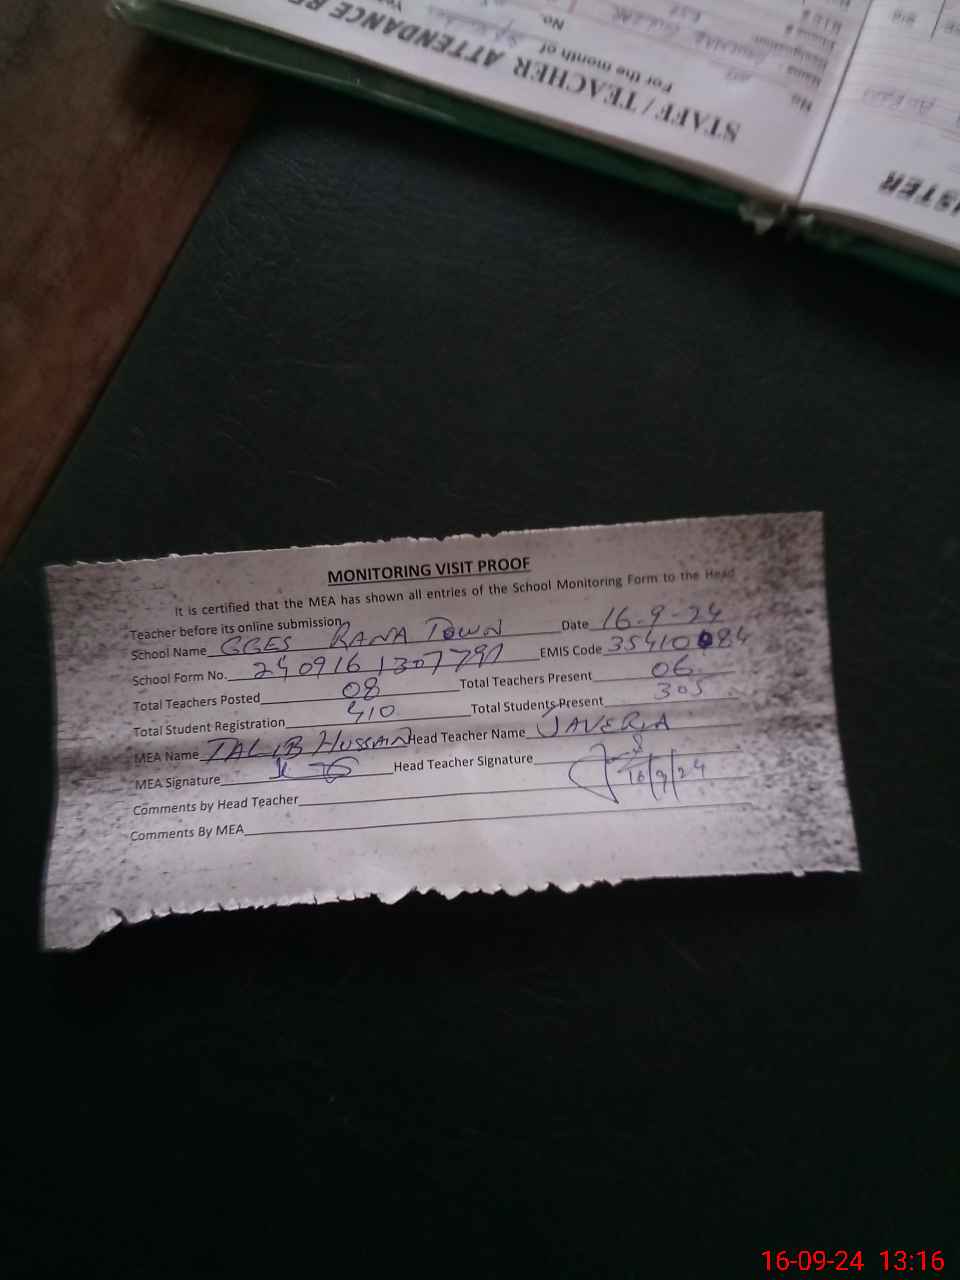 STAFF / TEACHER ATTENDANCE RE
For the month of
No.
STER
MONITORING VISIT PROOF
It is certified that the MEA has shown all entries of the School Monitoring Form to the Head
Teacher before its online submission.
School Name GGES RANA TOWN Date 16-9-24
School Form No. EMIS Code
Total Teachers Posted 08 Total Teachers Present 06
Total Student Registration 410 Total Students Present 305
MEA Name TALIB HUSSAIN Head Teacher Name JAVERIA
MEA Signature Head Teacher Signature 16/9/24
Comments by Head Teacher
Comments By MEA
16-09-24 13:16